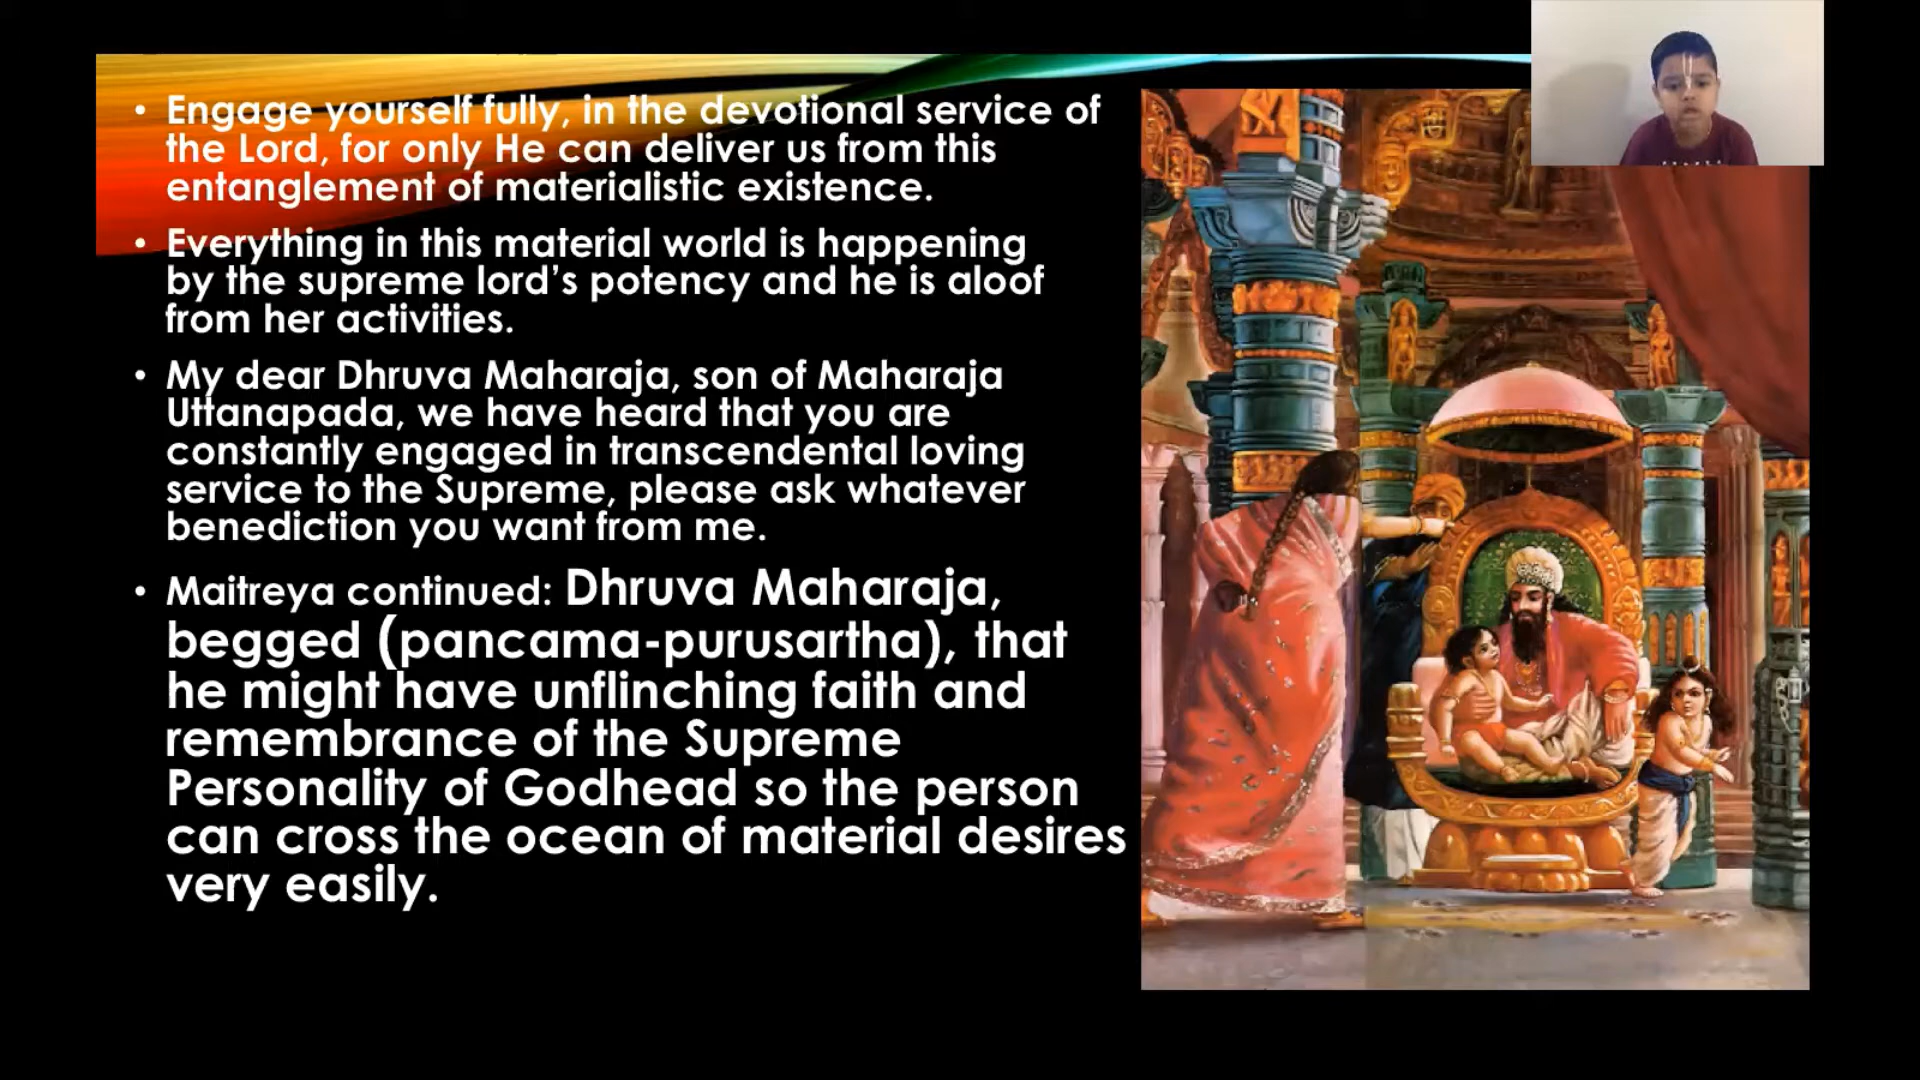 • Engage yourself fully, in the devotional service of
the Lord, for only He can deliver us from this
entanglement of materialistic existence.
• Everything in this material world is happening
by the supreme lord’s potency and he is aloof
from her activities.
• My dear Dhruva Maharaja, son of Maharaja
Uttanapada, we have heard that you are
constantly engaged in transcendental loving
service to the Supreme, please ask whatever
benediction you want from me.
• Maitreya continued: Dhruva Maharaja,
begged (pancama-purusartha), that
he might have unflinching faith and
remembrance of the Supreme
Personality of Godhead so the person
can cross the ocean of material desires
very easily.